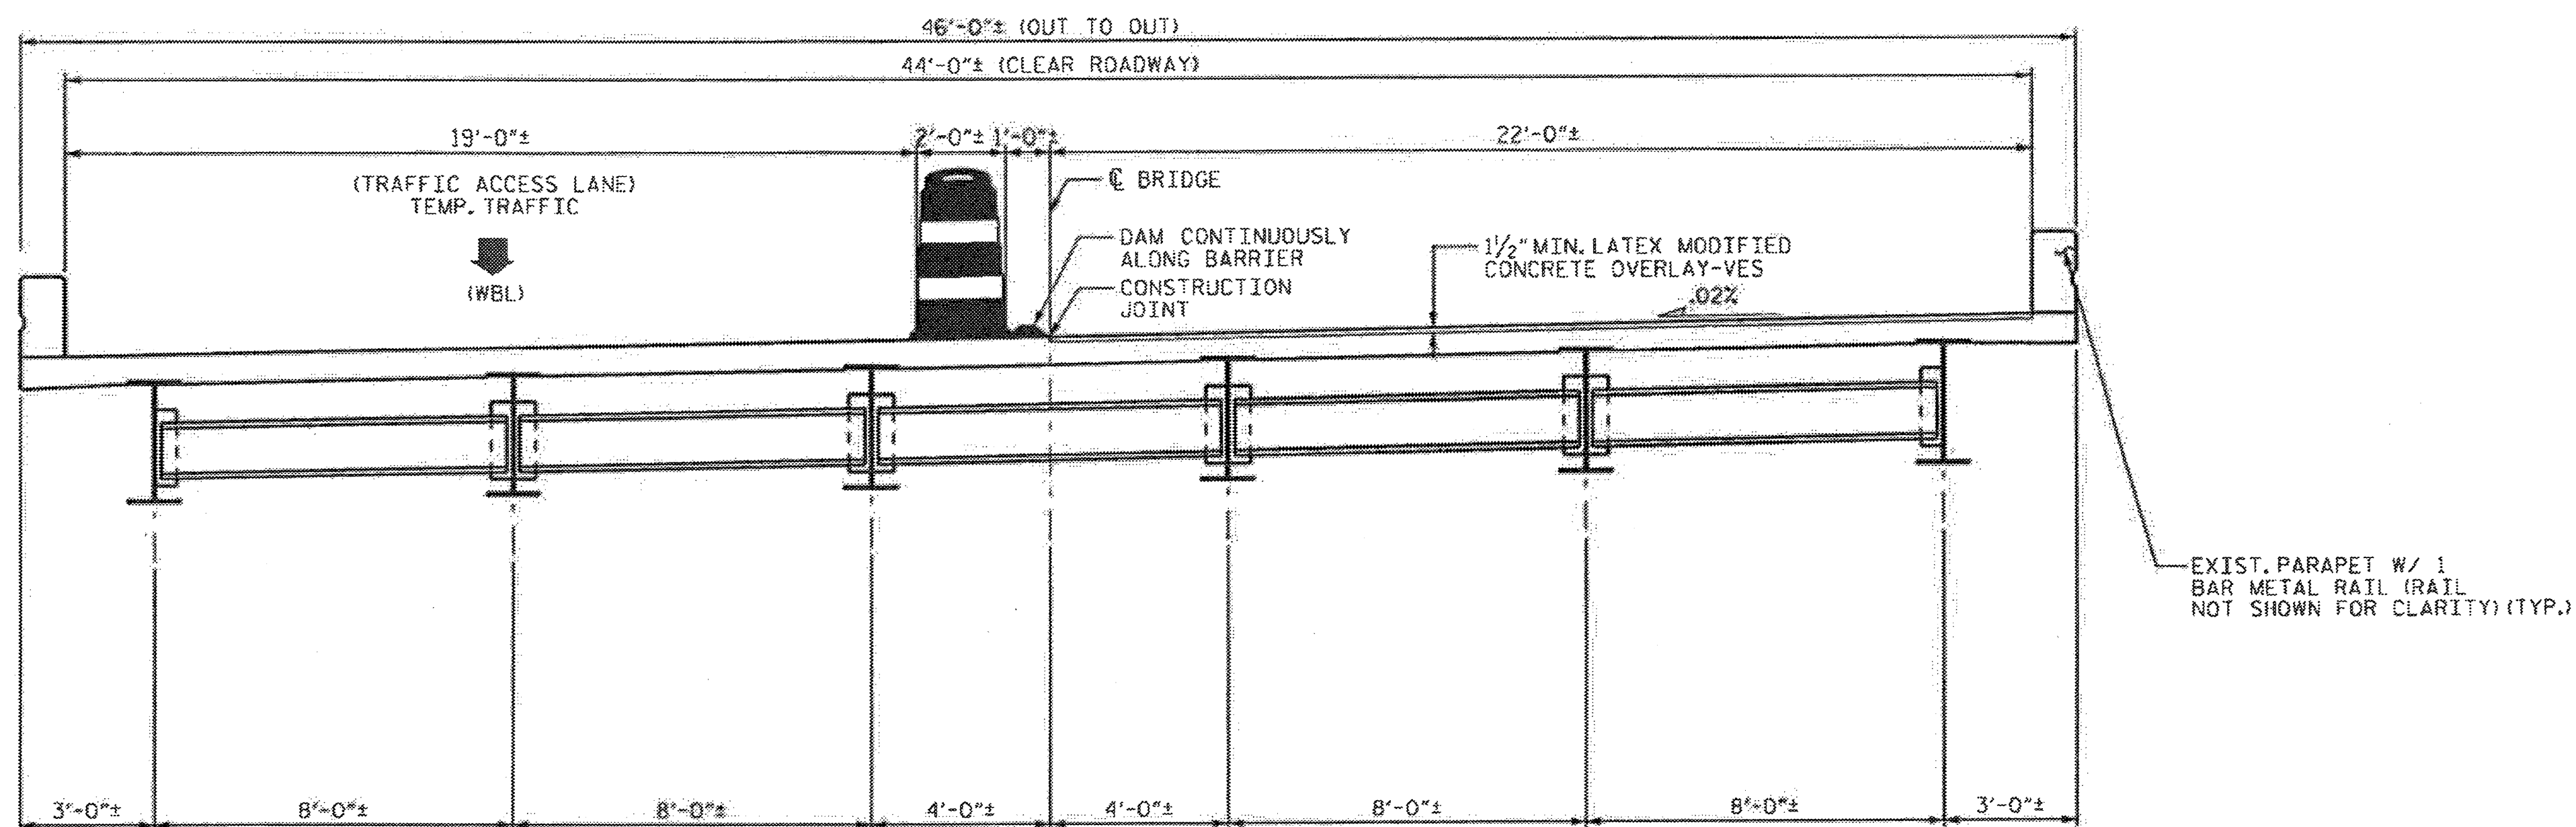 46'-0"± (OUT TO OUT)
44'-0"± (CLEAR ROADWAY)
19'-0"±
2'-0"±
1'-0"±
22'-0"±
(TRAFFIC ACCESS LANE)
TEMP. TRAFFIC
(WBL)
℄ BRIDGE
DAM CONTINUOUSLY
ALONG BARRIER
CONSTRUCTION
JOINT
1½" MIN. LATEX MODIFIED
CONCRETE OVERLAY-VES
.02%
EXIST. PARAPET W/ 1
BAR METAL RAIL (RAIL
NOT SHOWN FOR CLARITY) (TYP.)
3'-0"±
8'-0"±
8'-0"±
4'-0"±
4'-0"±
8'-0"±
8'-0"±
3'-0"±